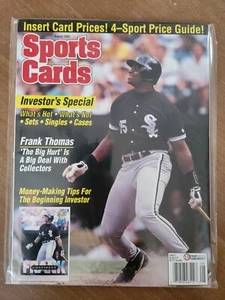 Insert Card Prices! 4-Sport Price Guide!
Sports
Cards
Investor's Special
What's Hot • What's Not
• Sets • Singles • Cases
Frank Thomas
'The Big Hurt' Is
A Big Deal With
Collectors
Money-Making Tips For
The Beginning Investor
FRANK